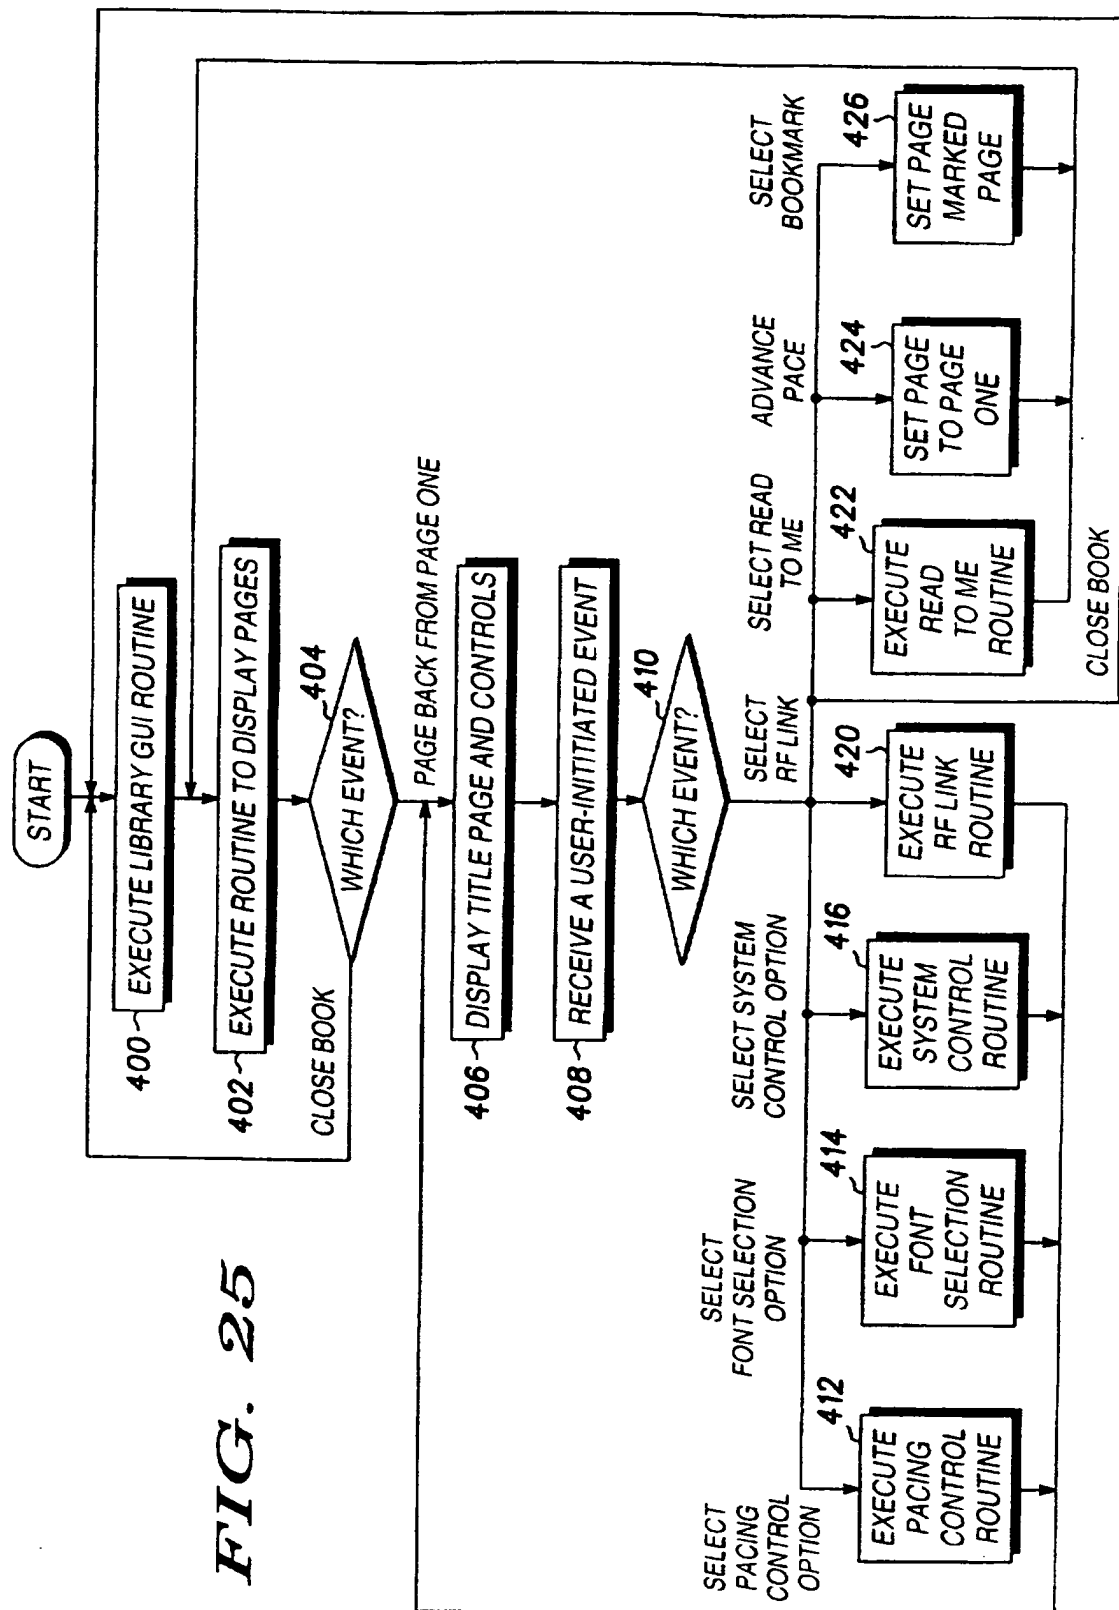 START
EXECUTE LIBRARY GUI ROUTINE
400
EXECUTE ROUTINE TO DISPLAY PAGES
402
WHICH EVENT?
404
CLOSE BOOK
PAGE BACK FROM PAGE ONE
DISPLAY TITLE PAGE AND CONTROLS
406
RECEIVE A USER-INITITIATED EVENT
408
WHICH EVENT?
410
SELECT
PACING
CONTROL
OPTION
412
EXECUTE
PACING
CONTROL
ROUTINE
SELECT
FONT SELECTION
OPTION
414
EXECUTE
FONT
SELECTION
ROUTINE
SELECT SYSTEM
CONTROL OPTION
416
EXECUTE
SYSTEM
CONTROL
ROUTINE
SELECT
RF LINK
420
EXECUTE
RF LINK
ROUTINE
SELECT READ
TO ME
422
EXECUTE
READ
TO ME
ROUTINE
ADVANCE
PACE
424
SET PAGE
TO PAGE
ONE
SELECT
BOOKMARK
426
SET PAGE
MARKED
PAGE
CLOSE BOOK
FIG. 25